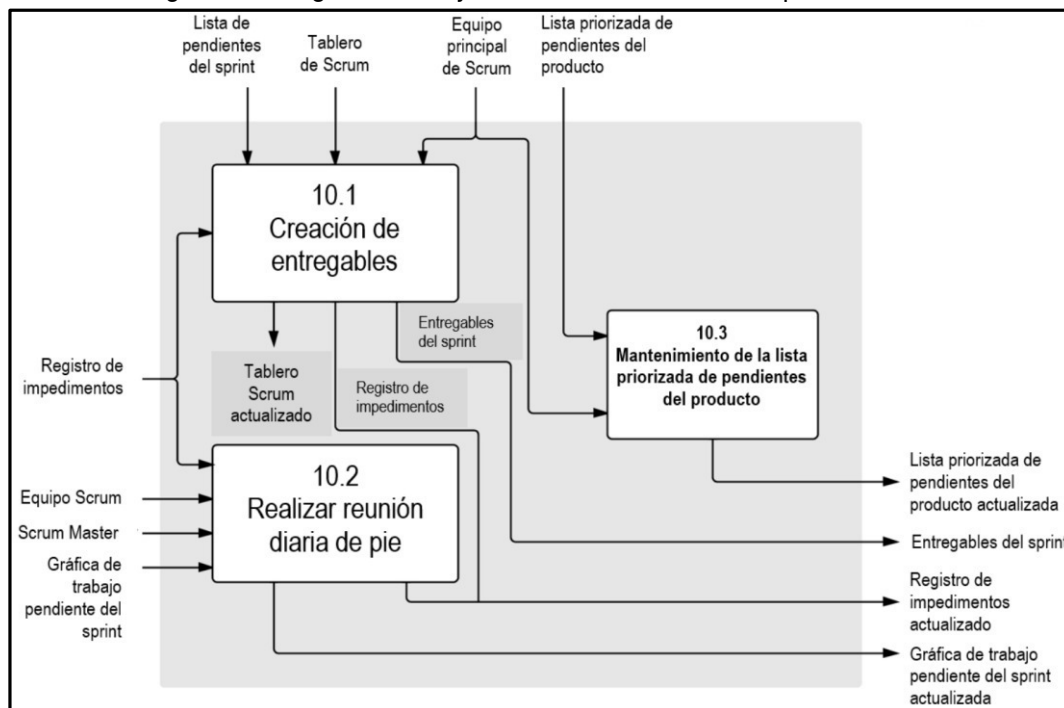 Lista de
pendientes
del sprint
Tablero
de Scrum
Equipo
principal
de Scrum
Lista priorizada de
pendientes del
producto
10.1
Creación de
entregables
Entregables
del sprint
10.3
Mantenimiento de la lista
priorizada de pendientes
del producto
Registro de
impedimentos
Tablero
Scrum
actualizado
Registro de
impedimentos
10.2
Realizar reunión
diaria de pie
Equipo Scrum
Scrum Master
Gráfica de
trabajo
pendiente del
sprint
Lista priorizada de
pendientes del
producto actualizada
Entregables del sprint
Registro de
impedimentos
actualizado
Gráfica de trabajo
pendiente del sprint
actualizada